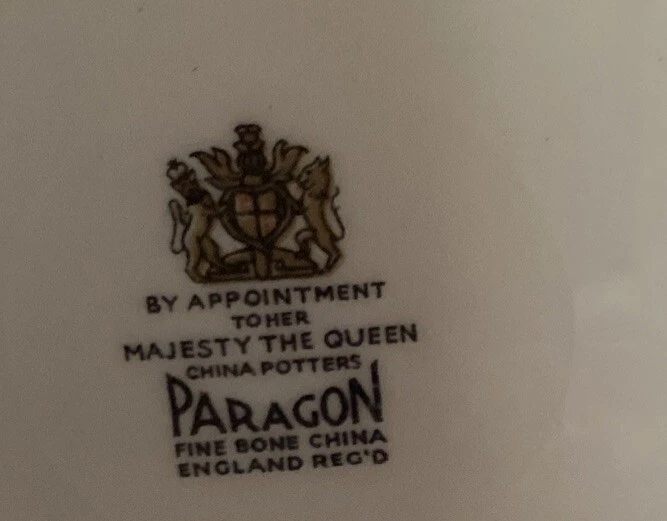 BY APPOINTMENT
TO HER
MAJESTY THE QUEEN
CHINA POTTERS
PARAGON
FINE BONE CHINA
ENGLAND REG'D